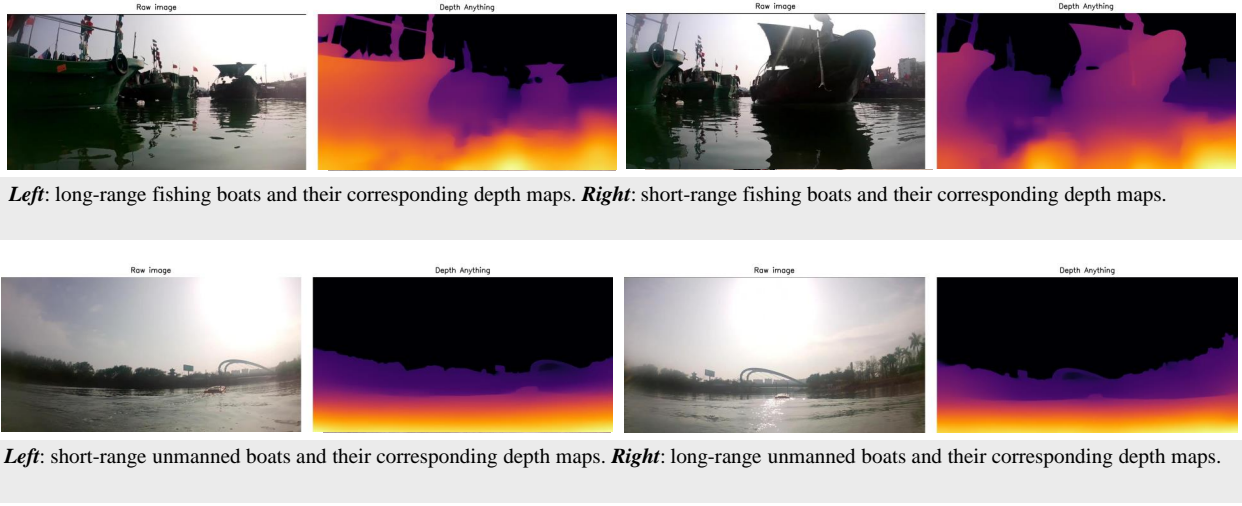 Raw image Depth Anything Raw image Depth Anything
Left: long-range fishing boats and their corresponding depth maps. Right: short-range fishing boats and their corresponding depth maps.
Raw image Depth Anything Raw image Depth Anything
Left: short-range unmanned boats and their corresponding depth maps. Right: long-range unmanned boats and their corresponding depth maps.